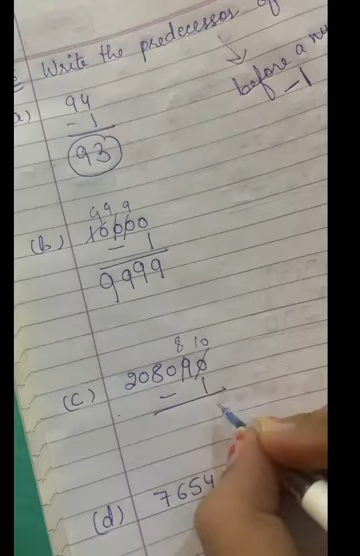 Write the predecessor of
before a
-1
a) 94
- 1
93
9 9 9
(b) 10000
- 1
9999
8 10
(c) 208090
- 1
(d) 7654